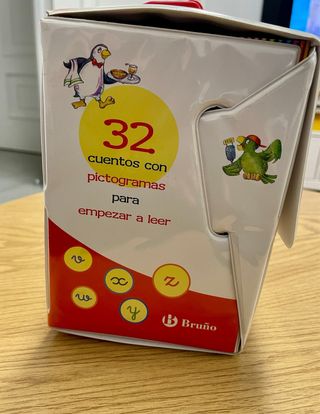 32
cuentos con
pictogramas
para
empezar a leer
v
x
z
w
y
Bruño